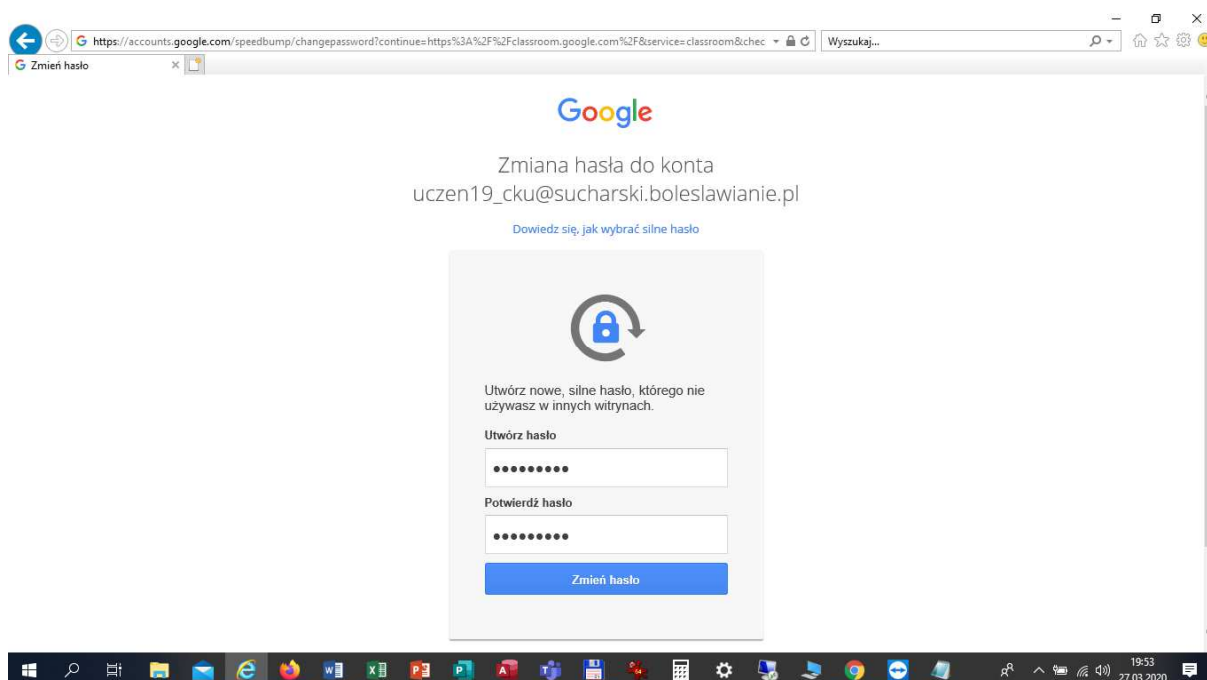 https://accounts.google.com/speedbump/changepassword?continue=https%3A%2F%2Fclassroom.google.com%2F&service=classroom&chec
Wyszukaj...
Zmień hasło
Google
Zmiana hasła do konta
uczen19_cku@sucharski.boleslawianie.pl
Dowiedz się, jak wybrać silne hasło
Utwórz nowe, silne hasło, którego nie
używasz w innych witrynach.
Utwórz hasło
•••••••••
Potwierdź hasło
•••••••••
Zmień hasło
19:53
27.03.2020